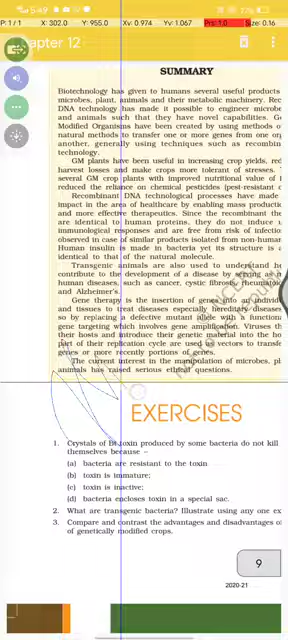 P: 1 / 1 X: 302.0 Y: 955.0 Xv: 0.974 Yv: 1.067 Prs: 1.0 Size: 0.16
5:49 77%
apter 12
SUMMARY
Biotechnology has given to humans several useful products
microbes, plant, animals and their metabolic machinery. Rec
DNA technology has made it possible to engineer microbe
and animals such that they have novel capabilities. Ge
Modified Organisms have been created by using methods o
natural methods to transfer one or more genes from one org
another, generally using techniques such as recombin
technology.
GM plants have been useful in increasing crop yields, red
harvest losses and make crops more tolerant of stresses. T
several GM crop plants with improved nutritional value of f
reduced the reliance on chemical pesticides (pest-resistant c
Recombinant DNA technological processes have made
impact in the area of healthcare by enabling mass production
and more effective therapeutics. Since the recombinant th
are identical to human proteins, they do not induce u
immunological responses and are free from risk of infectio
observed in case of similar products isolated from non-human
Human insulin is made in bacteria yet its structure is a
identical to that of the natural molecule.
Transgenic animals are also used to understand h
contribute to the development of a disease by serving as
human diseases, such as cancer, cystic fibrosis, rheumatoi
and Alzheimer's.
Gene therapy is the insertion of genes into an individ
and tissues to treat diseases especially hereditary diseases
so by replacing a defective mutant allele with a function
gene targeting which involves gene amplification. Viruses th
their hosts and introduce their genetic material into the ho
part of their replication cycle are used as vectors to transfe
genes or more recently portions of genes.
The current interest in the manipulation of microbes, pl
animals has raised serious ethical questions.
EXERCISES
1. Crystals of Bt toxin produced by some bacteria do not kill
themselves because –
(a) bacteria are resistant to the toxin
(b) toxin is immature;
(c) toxin is inactive;
(d) bacteria encloses toxin in a special sac.
2. What are transgenic bacteria? Illustrate using any one ex
3. Compare and contrast the advantages and disadvantages o
of genetically modified crops.
9
2020-21